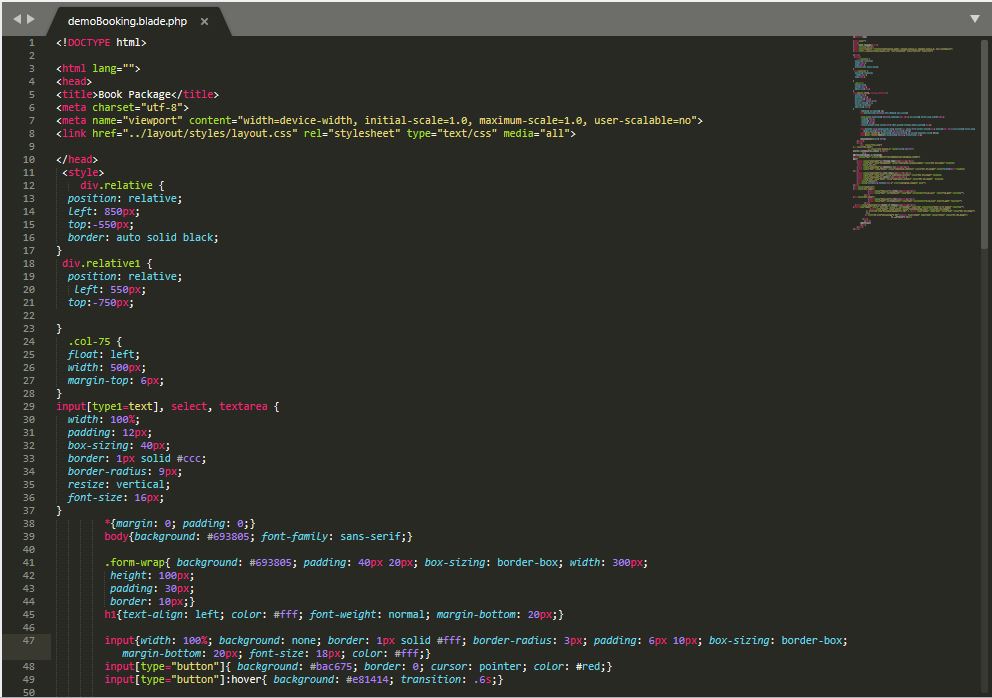 demoBooking.blade.php ×
1 <!DOCTYPE html>
2
3 <html lang="">
4 <head>
5 <title>Book Package</title>
6 <meta charset="utf-8">
7 <meta name="viewport" content="width=device-width, initial-scale=1.0, maximum-scale=1.0, user-scalable=no">
8 <link href="../layout/styles/layout.css" rel="stylesheet" type="text/css" media="all">
9
10 </head>
11 <style>
12 div.relative {
13 position: relative;
14 left: 850px;
15 top:-550px;
16 border: auto solid black;
17 }
18 div.relative1 {
19 position: relative;
20 left: 550px;
21 top:-750px;
22
23 }
24 .col-75 {
25 float: left;
26 width: 500px;
27 margin-top: 6px;
28 }
29 input[type1=text], select, textarea {
30 width: 100%;
31 padding: 12px;
32 box-sizing: 40px;
33 border: 1px solid #ccc;
34 border-radius: 9px;
35 resize: vertical;
36 font-size: 16px;
37 }
38 *{margin: 0; padding: 0;}
39 body{background: #693805; font-family: sans-serif;}
40
41 .form-wrap{ background: #693805; padding: 40px 20px; box-sizing: border-box; width: 300px;
42 height: 100px;
43 padding: 30px;
44 border: 10px;}
45 h1{text-align: left; color: #fff; font-weight: normal; margin-bottom: 20px;}
46
47 input{width: 100%; background: none; border: 1px solid #fff; border-radius: 3px; padding: 6px 10px; box-sizing: border-box;
margin-bottom: 20px; font-size: 18px; color: #fff;}
48 input[type="button"]{ background: #bac675; border: 0; cursor: pointer; color: #red;}
49 input[type="button"]:hover{ background: #e81414; transition: .6s;}
50